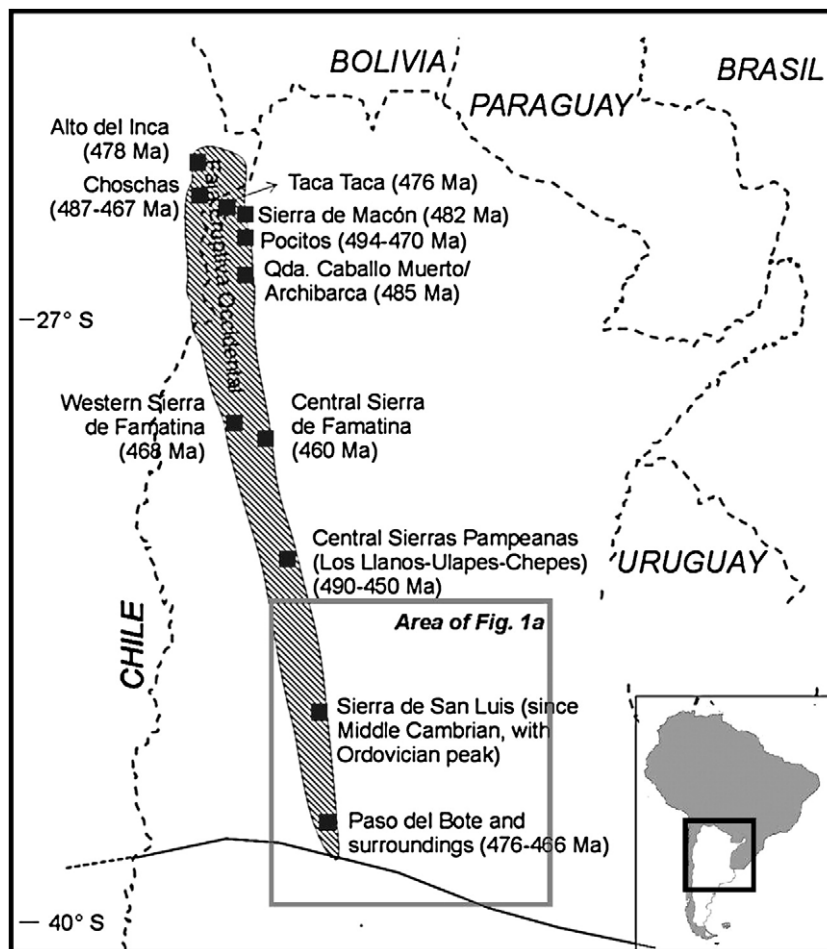 BOLIVIA
BRASIL
PARAGUAY
Alto del Inca
(478 Ma)
Choschas
(487-467 Ma)
Taca Taca (476 Ma)
Sierra de Macón (482 Ma)
Pocitos (494-470 Ma)
Qda. Caballo Muerto/
Archibarca (485 Ma)
Faja Eruptiva Occidental
27° S
Western Sierra
de Famatina
(468 Ma)
Central Sierra
de Famatina
(460 Ma)
Central Sierras Pampeanas
(Los Llanos-Ulapes-Chepes)
(490-450 Ma)
URUGUAY
CHILE
Area of Fig. 1a
Sierra de San Luis (since
Middle Cambrian, with
Ordovician peak)
Paso del Bote and
surroundings (476-466 Ma)
40° S